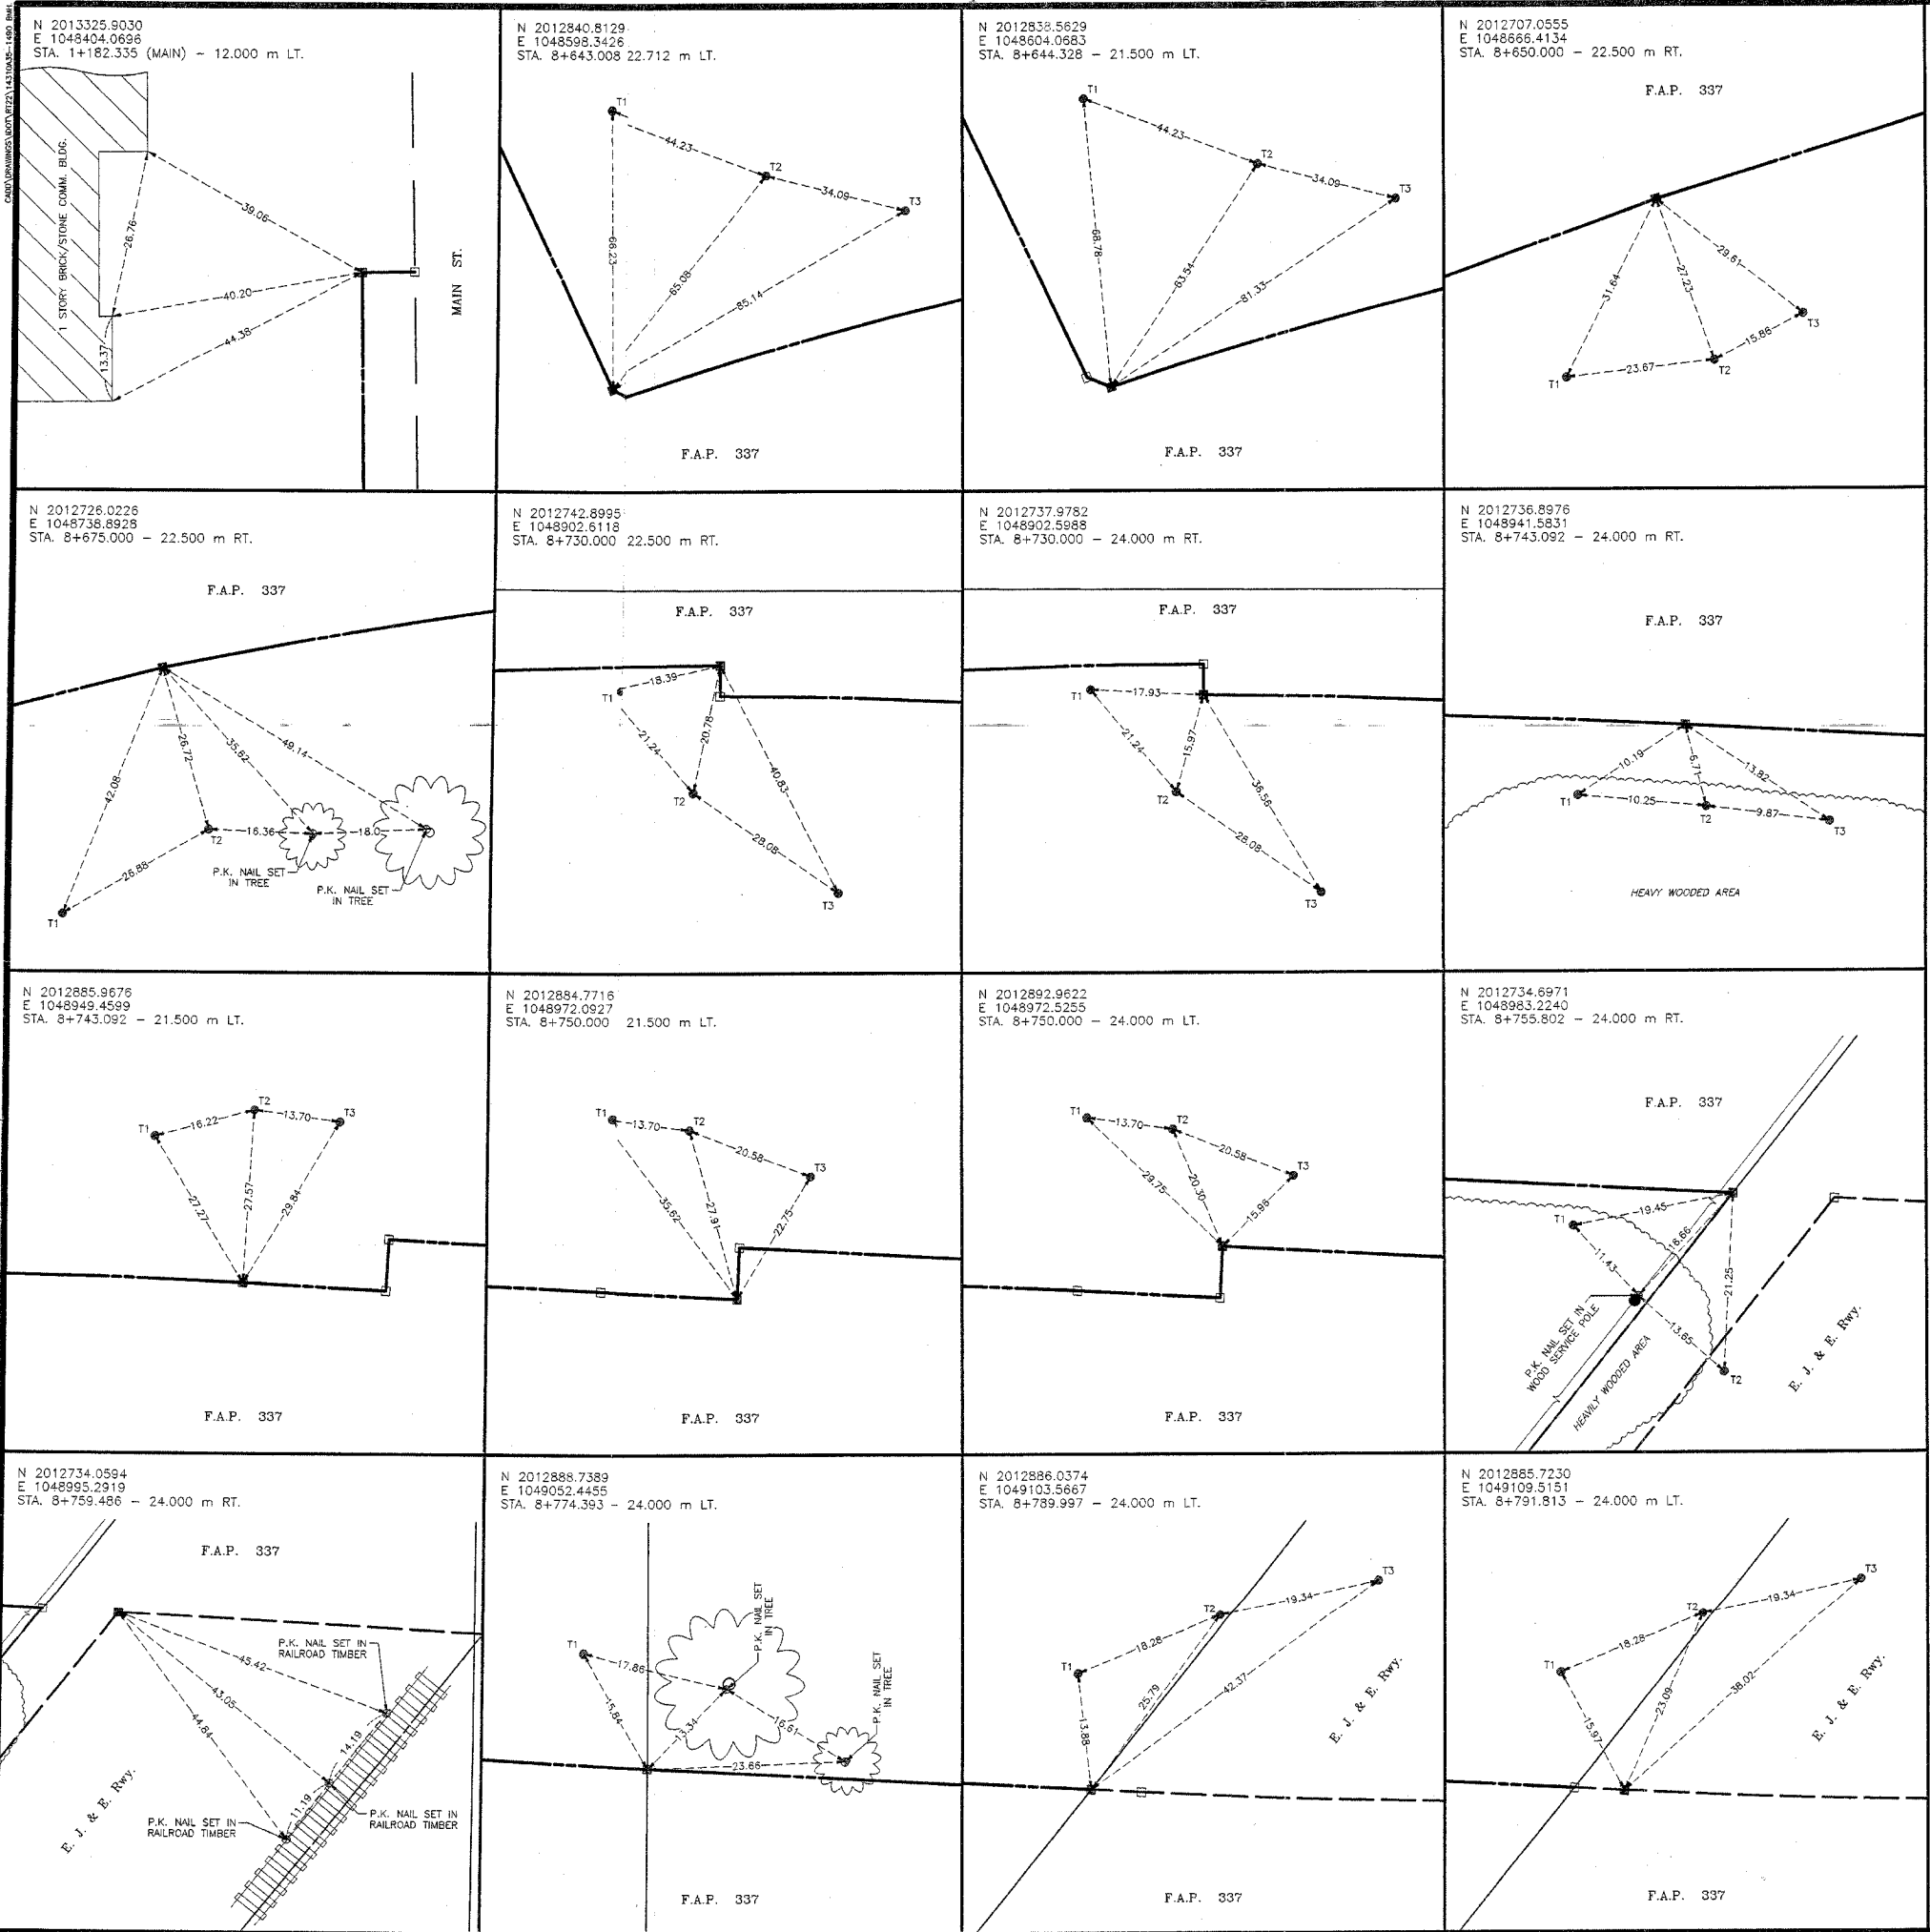 CADD\DRAWINGS\IDOT\RT22\14310A35-1490
N 2013325.9030
E 1048404.0696
STA. 1+182.335 (MAIN) - 12.000 m LT.
1 STORY BRICK/STONE COMM. BLDG.
39.06
26.76
40.20
44.38
13.37
MAIN ST.
N 2012840.8129
E 1048598.3426
STA. 8+643.008 22.712 m LT.
T1
44.23
T2
34.09
T3
68.23
65.08
85.14
F.A.P. 337
N 2012838.5629
E 1048604.0683
STA. 8+644.328 - 21.500 m LT.
T1
44.23
T2
34.09
T3
68.78
63.54
81.33
F.A.P. 337
N 2012707.0555
E 1048666.4134
STA. 8+650.000 - 22.500 m RT.
F.A.P. 337
31.64
27.23
29.61
T3
15.86
T1
23.67
T2
N 2012726.0226
E 1048738.8928
STA. 8+675.000 - 22.500 m RT.
F.A.P. 337
42.08
26.72
35.62
49.14
T2
16.36
18.0
26.88
P.K. NAIL SET
IN TREE
P.K. NAIL SET
IN TREE
T1
N 2012742.8995
E 1048902.6118
STA. 8+730.000 22.500 m RT.
F.A.P. 337
T1
18.39
21.24
20.78
40.83
T2
28.08
T3
N 2012737.9782
E 1048902.5988
STA. 8+730.000 - 24.000 m RT.
F.A.P. 337
T1
17.93
21.24
15.97
36.56
T2
28.08
T3
N 2012736.8976
E 1048941.5831
STA. 8+743.092 - 24.000 m RT.
F.A.P. 337
10.19
6.71
13.82
T1
10.25
T2
9.87
T3
HEAVY WOODED AREA
N 2012885.9676
E 1048949.4599
STA. 8+743.092 - 21.500 m LT.
T1
16.22
T2
13.70
T3
27.27
27.57
29.84
F.A.P. 337
N 2012884.7716
E 1048972.0927
STA. 8+750.000 21.500 m LT.
T1
13.70
T2
20.58
T3
35.62
27.91
22.75
F.A.P. 337
N 2012892.9622
E 1048972.5255
STA. 8+750.000 - 24.000 m LT.
T1
13.70
T2
20.58
T3
29.75
20.30
15.96
F.A.P. 337
N 2012734.6971
E 1048983.2240
STA. 8+755.802 - 24.000 m RT.
F.A.P. 337
T1
19.45
18.66
11.43
21.25
13.65
T2
P.K. NAIL SET IN
WOOD SERVICE POLE
HEAVILY WOODED AREA
E. J. & E. Rwy.
N 2012734.0594
E 1048995.2919
STA. 8+759.486 - 24.000 m RT.
F.A.P. 337
P.K. NAIL SET IN
RAILROAD TIMBER
45.42
43.05
44.84
14.19
11.19
E. J. & E. Rwy.
P.K. NAIL SET IN
RAILROAD TIMBER
P.K. NAIL SET IN
RAILROAD TIMBER
N 2012888.7389
E 1049052.4455
STA. 8+774.393 - 24.000 m LT.
T1
17.86
P.K. NAIL SET
IN TREE
P.K. NAIL SET
IN TREE
15.84
13.31
16.61
23.66
F.A.P. 337
N 2012886.0374
E 1049103.5667
STA. 8+789.997 - 24.000 m LT.
T3
T2
19.34
18.28
T1
13.88
25.79
42.37
E. J. & E. Rwy.
F.A.P. 337
N 2012885.7230
E 1049109.5151
STA. 8+791.813 - 24.000 m LT.
T3
T2
19.34
18.28
T1
15.97
23.09
38.02
E. J. & E. Rwy.
F.A.P. 337